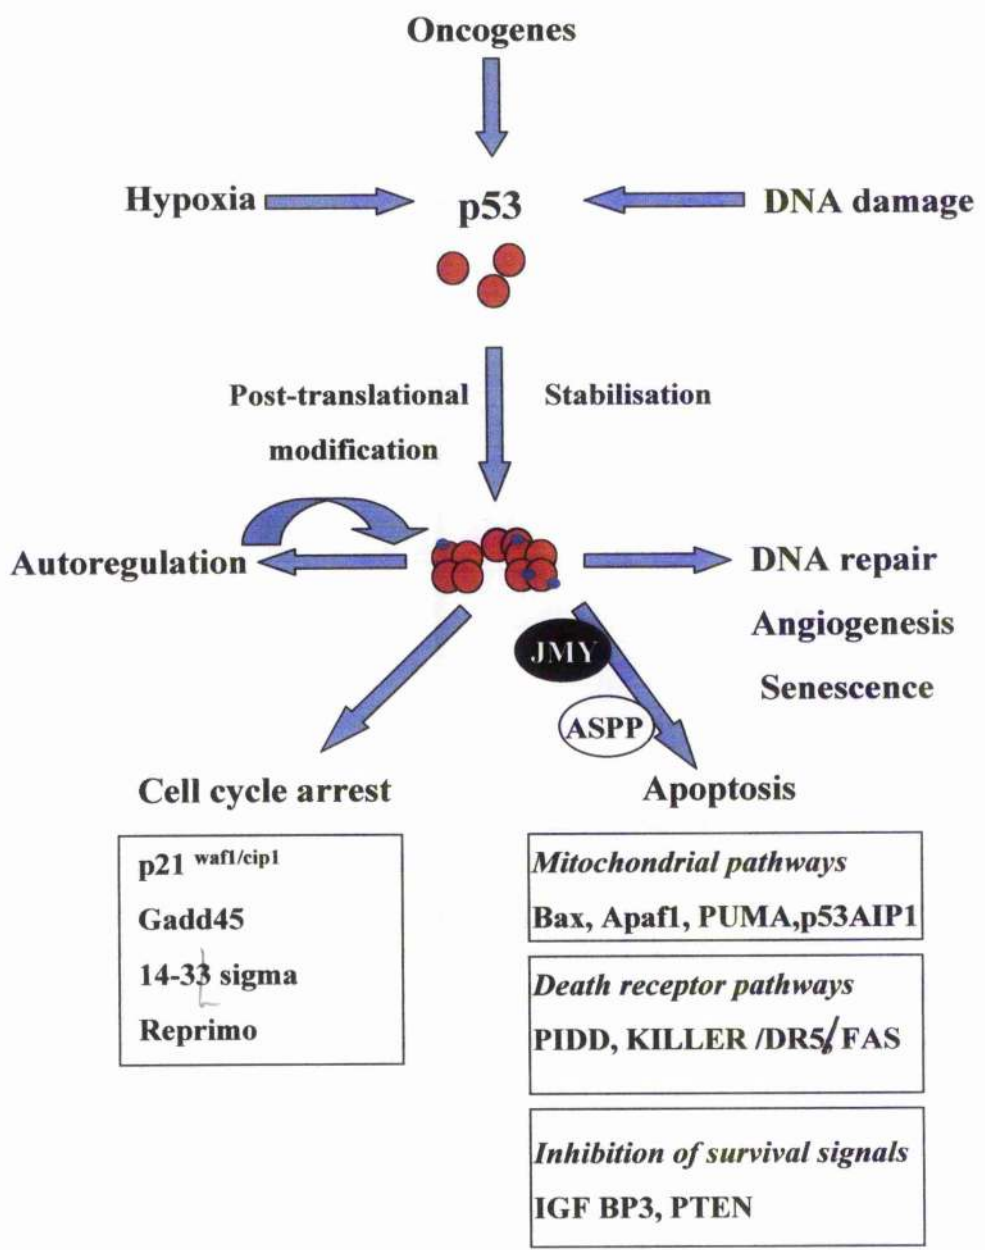 Oncogenes
Hypoxia
p53
DNA damage
Post-translational
modification
Stabilisation
Autoregulation
DNA repair
Angiogenesis
Senescence
JMY
ASPP
Cell cycle arrest
p21 waf1/cip1
Gadd45
14-33 sigma
Reprimo
Apoptosis
Mitochondrial pathways
Bax, Apaf1, PUMA,p53AIP1
Death receptor pathways
PIDD, KILLER /DR5, FAS
Inhibition of survival signals
IGF BP3, PTEN